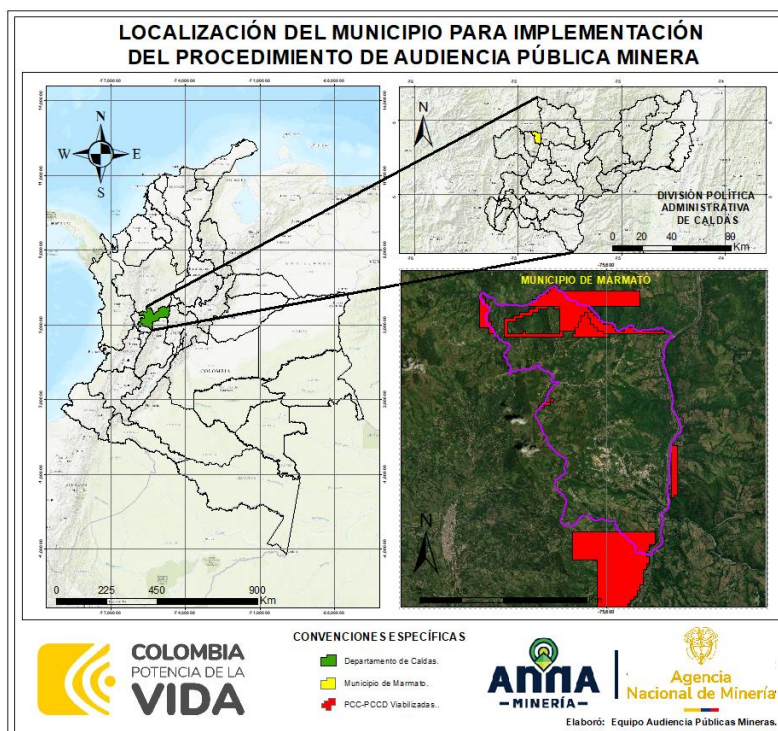 LOCALIZACIÓN DEL MUNICIPIO PARA IMPLEMENTACIÓN
DEL PROCEDIMIENTO DE AUDIENCIA PÚBLICA MINERA
N
W
E
S
COLOMBIA
0 225 450 900
Km
N
DIVISIÓN POLÍTICA
ADMINISTRATIVA
DE CALDAS
0 20 40 80
Km
MUNICIPIO DE MARMATO
N
COLOMBIA
POTENCIA DE LA
VIDA
CONVENCIONES ESPECÍFICAS
Departamento de Caldas.
Municipio de Marmato.
PCC-PCCD Viabilizadas..
ANNA
MINERÍA
Agencia
Nacional de Minería
Elaboró: Equipo Audiencia Públicas Mineras.